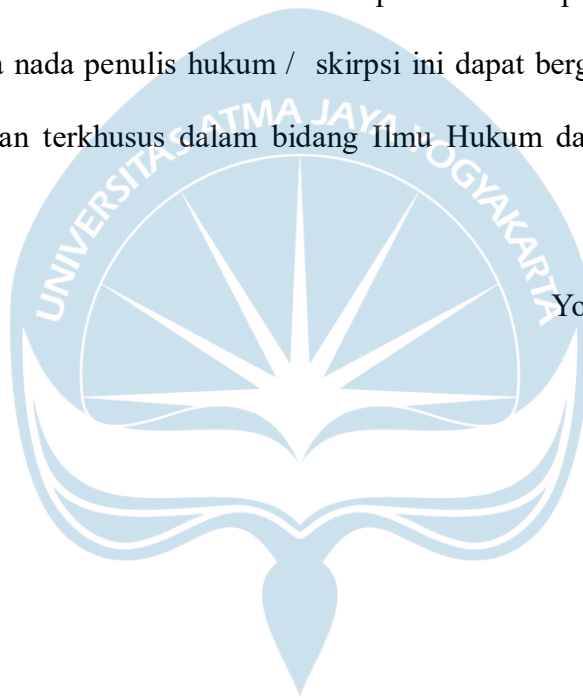 a nada penulis hukum / skirpsi ini dapat berg
an terkhusus dalam bidang Ilmu Hukum da
UNIVERSITAS ATMA JAYA YOGYAKARTA
Yo